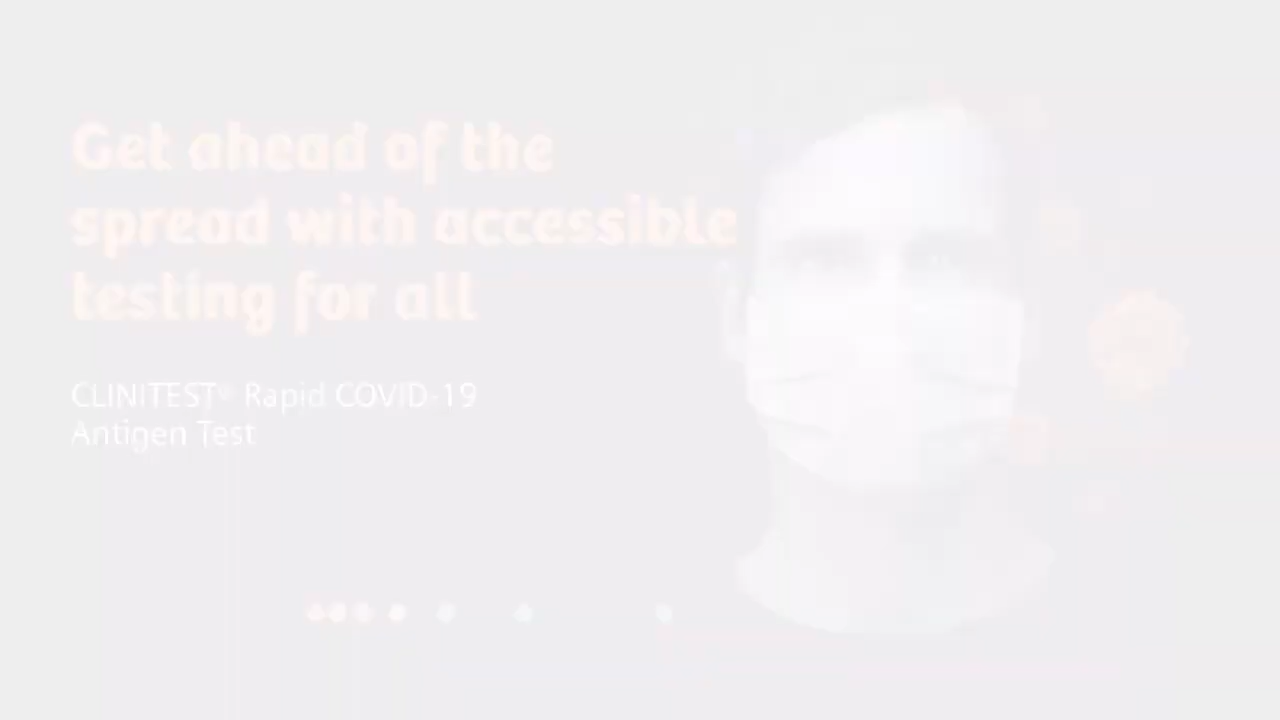 Get ahead of the
spread with accessible
testing for all
CLINITEST® Rapid COVID-19
Antigen Test